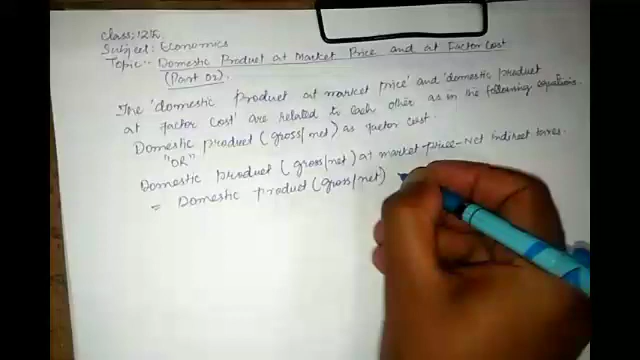 Class: 12th.
Subject: Economics
Topic:- Domestic Product at Market Price and at Factor Cost
(Part 02).
The 'domestic product at market price' and 'domestic product
at factor cost' are related to each other as in the following equations.
Domestic product (gross/net) as factor cost.
"OR"
Domestic product (gross/net) at market price - Net indirect taxes.
= Domestic product (gross/net)